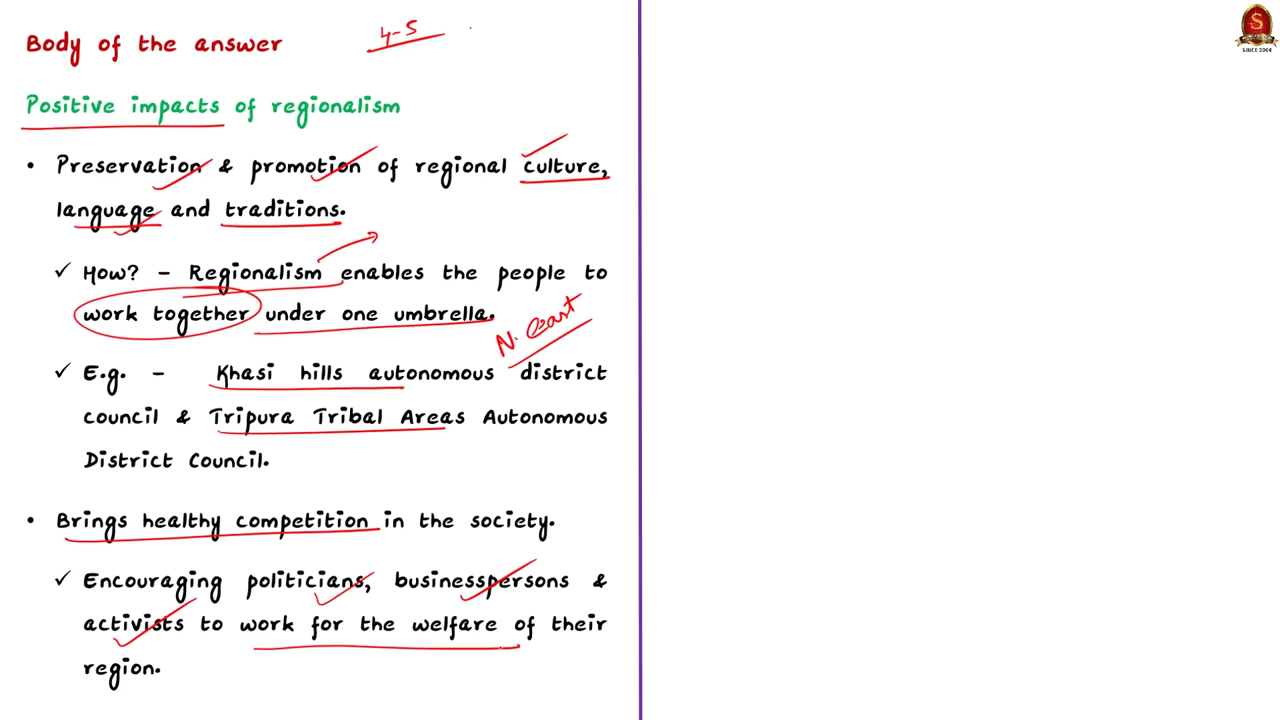 Body of the answer
4-5
Positive impacts of regionalism
• Preservation & promotion of regional culture,
language and traditions.
✓ How? - Regionalism enables the people to
work together under one umbrella.
N. East
✓ E.g. - Khasi hills autonomous district
council & Tripura Tribal Areas Autonomous
District Council.
• Brings healthy competition in the society.
✓ Encouraging politicians, businesspersons &
activists to work for the welfare of their
region.
S
SINCE 2004